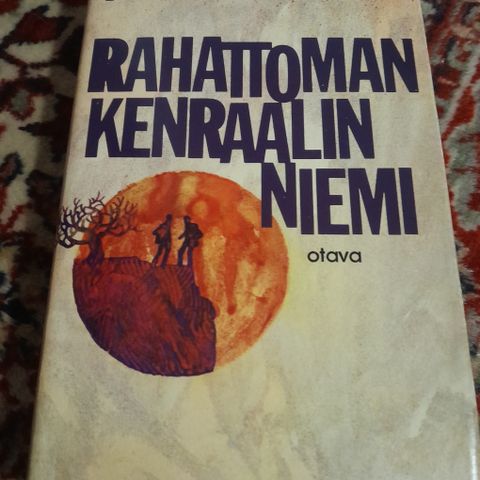 RAHATTOMAN
KENRAALIN
NIEMI
otava